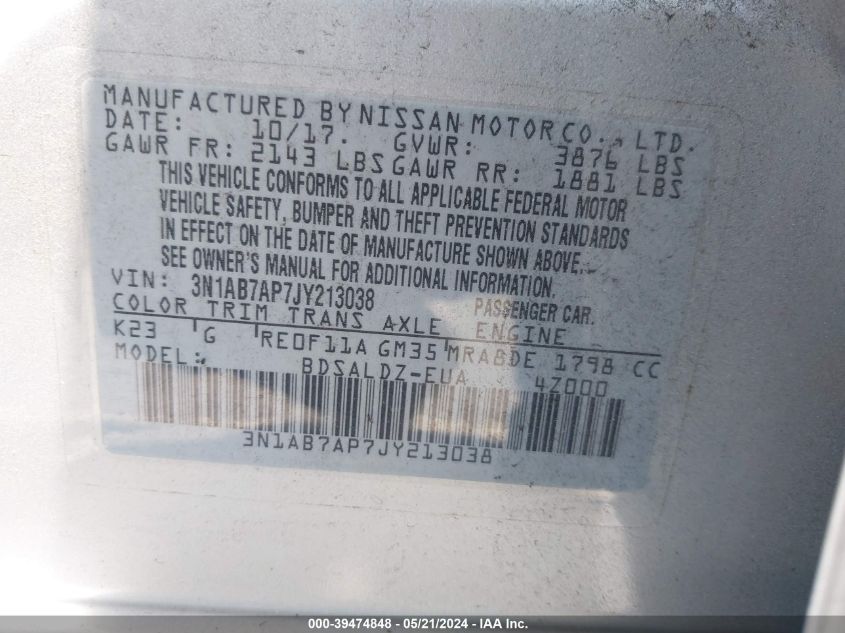 MANUFACTURED BY NISSAN MOTOR CO., LTD.
DATE: 10/17. GVWR: 3876 LBS
GAWR FR: 2143 LBS GAWR RR: 1881 LBS
THIS VEHICLE CONFORMS TO ALL APPLICABLE FEDERAL MOTOR
VEHICLE SAFETY, BUMPER AND THEFT PREVENTION STANDARDS
IN EFFECT ON THE DATE OF MANUFACTURE SHOWN ABOVE.
SEE OWNER'S MANUAL FOR ADDITIONAL INFORMATION.
VIN: 3N1AB7AP7JY213038 PASSENGER CAR.
COLOR TRIM TRANS AXLE ENGINE
K23 G RE0F11A GM35 MRA8DE 1798 CC
MODEL: BDSALDZ-EUA 4Z000
3N1AB7AP7JY213038
000-39474848 - 05/21/2024 - IAA Inc.